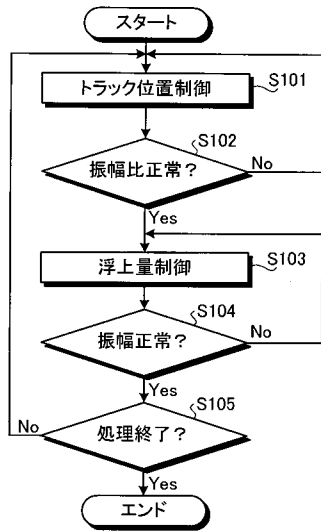 スタート
トラック位置制御
S101
振幅比正常?
S102
No
Yes
浮上量制御
S103
振幅正常?
S104
No
Yes
処理終了?
S105
No
Yes
エンド